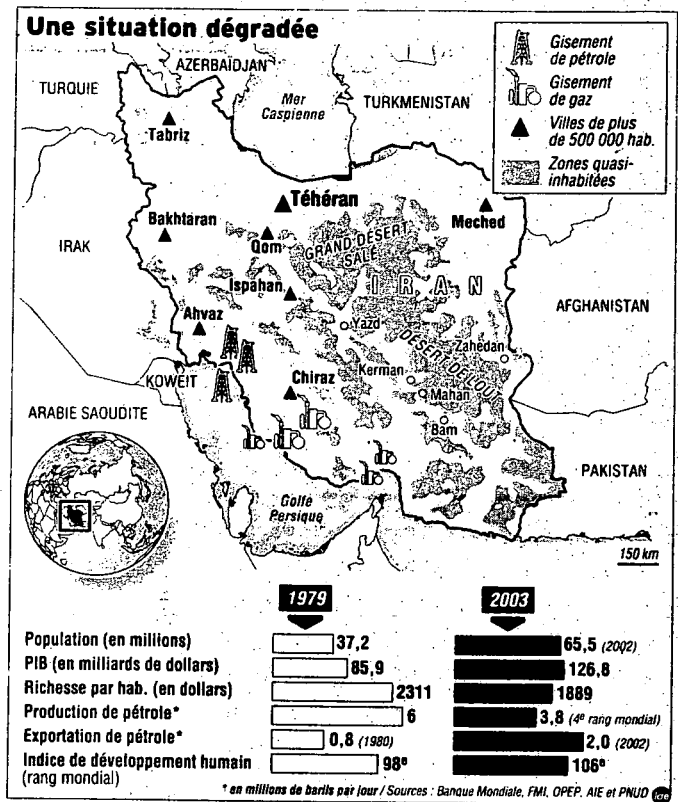 Une situation dégradée
Gisement
de pétrole
Gisement
de gaz
Villes de plus
de 500 000 hab.
Zones quasi-
inhabitées
TURQUIE
AZERBAÏDJAN
Mer
Caspienne
TURKMENISTAN
Tabriz
Téhéran
Meched
Bakhtaran
Qom
GRAND DÉSERT
SALÉ
IRAK
IRAN
Ispahan
AFGHANISTAN
Ahvaz
Yazd
DÉSERT DE LOUT
Zahedan
KOWEIT
Chiraz
Kerman
Mahan
ARABIE SAOUDITE
Bam
PAKISTAN
Golfe
Persique
150 km
1979 2003
Population (en millions) 37,2 65,5 (2002)
PIB (en milliards de dollars) 85,9 126,8
Richesse par hab. (en dollars) 2311 1889
Production de pétrole* 6 3,8 (4e rang mondial)
Exportation de pétrole* 0,8 (1980) 2,0 (2002)
Indice de développement humain 98e 106e
(rang mondial)
* en millions de barils par jour / Sources : Banque Mondiale, FMI, OPEP, AIE et PNUD